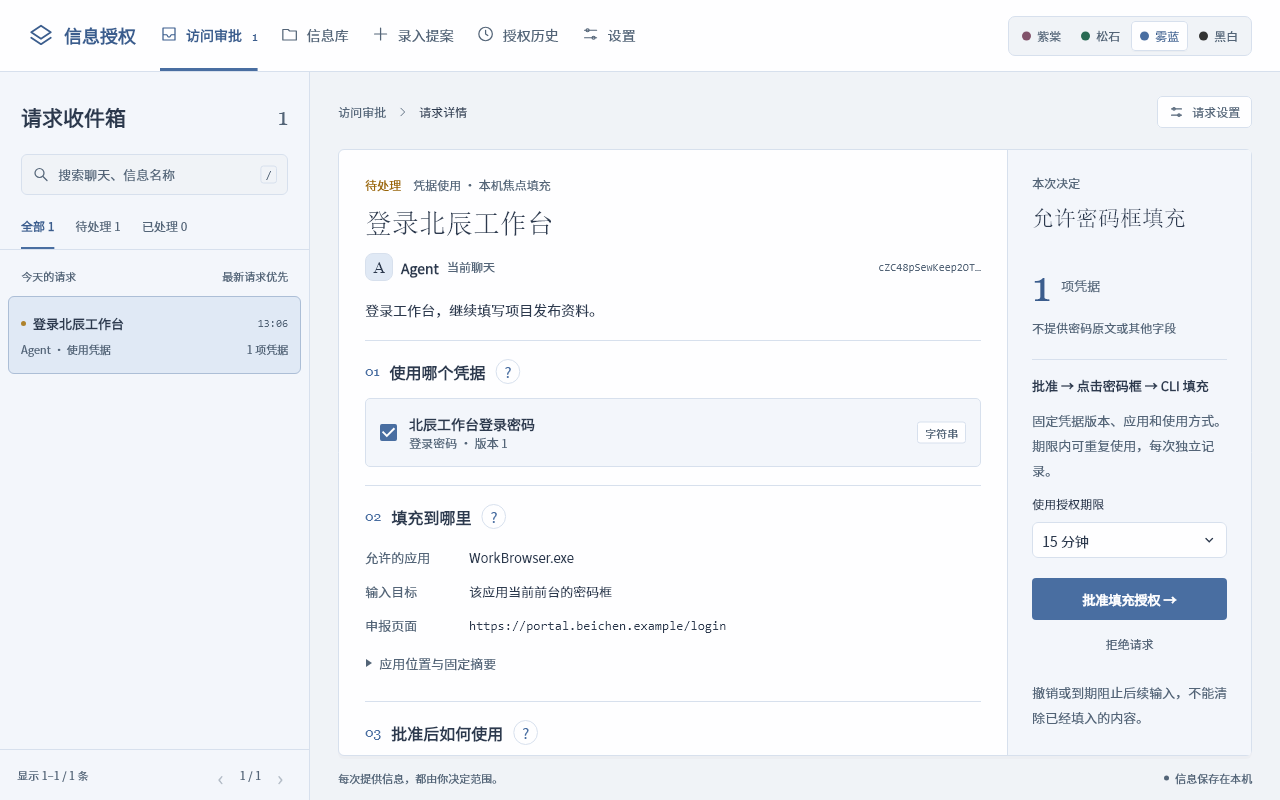 信息授权
访问审批 1
信息库
录入提案
授权历史
设置
紫棠
松石
雾蓝
黑白
请求收件箱
1
搜索聊天、信息名称
/
全部 1
待处理 1
已处理 0
今天的请求
最新请求优先
登录北辰工作台
13:06
Agent · 使用凭据
1 项凭据
显示 1–1 / 1 条
‹
1 / 1
›
访问审批
请求详情
请求设置
待处理
凭据使用 · 本机焦点填充
登录北辰工作台
A
Agent
当前聊天
cZC48pSewKeep2OT…
登录工作台，继续填写项目发布资料。
01
使用哪个凭据
?
北辰工作台登录密码
登录密码 · 版本 1
字符串
02
填充到哪里
?
允许的应用
WorkBrowser.exe
输入目标
该应用当前前台的密码框
申报页面
https://portal.beichen.example/login
应用位置与固定摘要
03
批准后如何使用
?
本次决定
允许密码框填充
1
项凭据
不提供密码原文或其他字段
批准 → 点击密码框 → CLI 填充
固定凭据版本、应用和使用方式。
期限内可重复使用，每次独立记
录。
使用授权期限
15 分钟
批准填充授权 →
拒绝请求
撤销或到期阻止后续输入，不能清
除已经填入的内容。
每次提供信息，都由你决定范围。
信息保存在本机